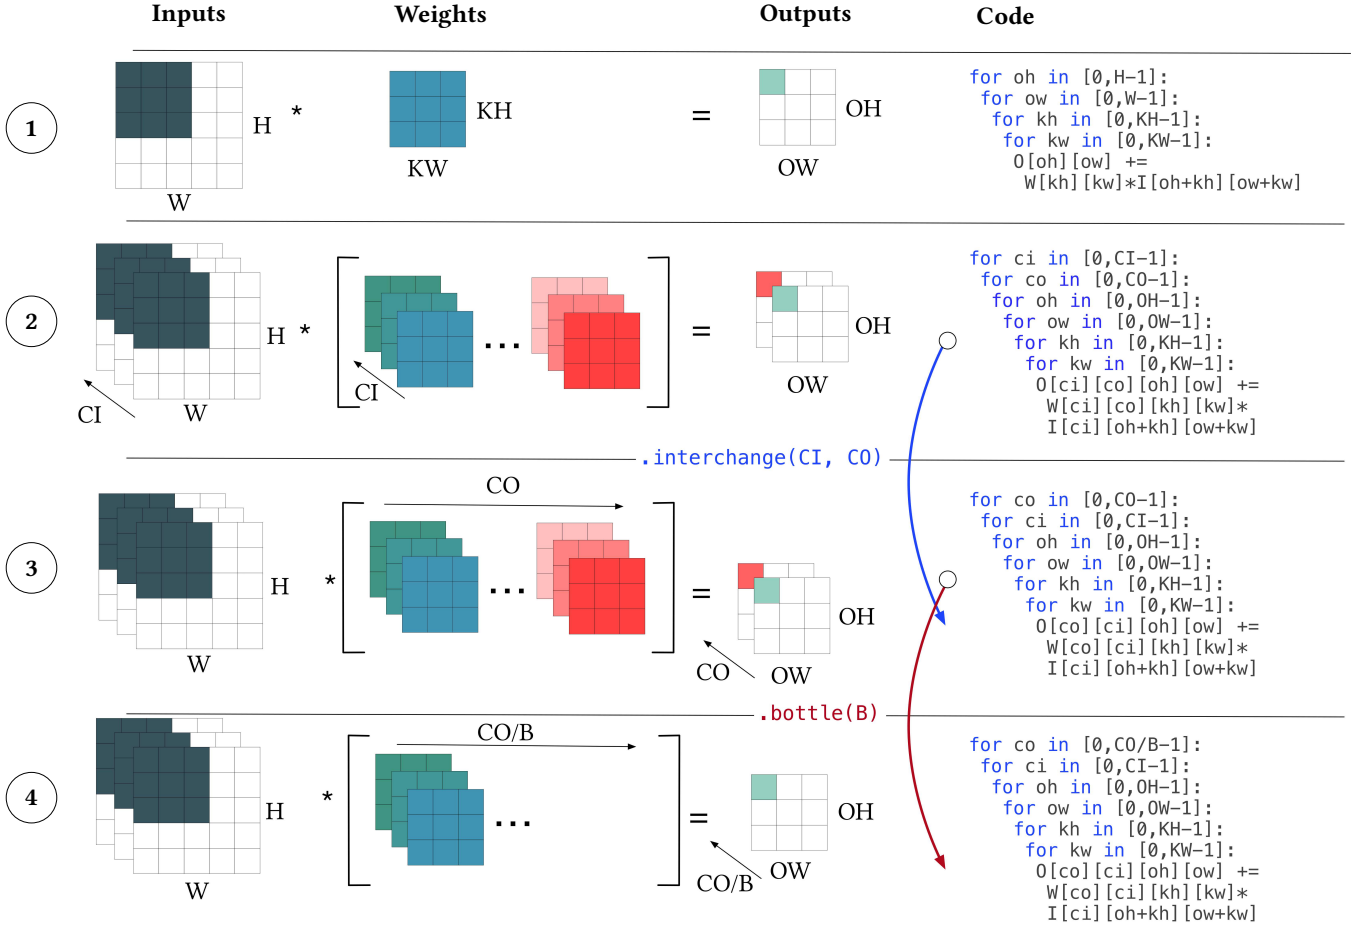 Inputs Weights Outputs Code
1
H
W
*
KH
KW
=
OH
OW
for oh in [0,H-1]:
for ow in [0,W-1]:
for kh in [0,KH-1]:
for kw in [0,KW-1]:
O[oh][ow] +=
W[kh][kw]*I[oh+kh][ow+kw]
2
H
W
CI
*
CI
...
=
OH
OW
for ci in [0,CI-1]:
for co in [0,CO-1]:
for oh in [0,OH-1]:
for ow in [0,OW-1]:
for kh in [0,KH-1]:
for kw in [0,KW-1]:
O[ci][co][oh][ow] +=
W[ci][co][kh][kw]*
I[ci][oh+kh][ow+kw]
.interchange(CI, CO)
3
H
W
*
CO
...
=
OH
OW
CO
for co in [0,CO-1]:
for ci in [0,CI-1]:
for oh in [0,OH-1]:
for ow in [0,OW-1]:
for kh in [0,KH-1]:
for kw in [0,KW-1]:
O[co][ci][oh][ow] +=
W[co][ci][kh][kw]*
I[ci][oh+kh][ow+kw]
.bottle(B)
4
H
W
*
CO/B
...
=
OH
OW
CO/B
for co in [0,CO/B-1]:
for ci in [0,CI-1]:
for oh in [0,OH-1]:
for ow in [0,OW-1]:
for kh in [0,KH-1]:
for kw in [0,KW-1]:
O[co][ci][oh][ow] +=
W[co][ci][kh][kw]*
I[ci][oh+kh][ow+kw]